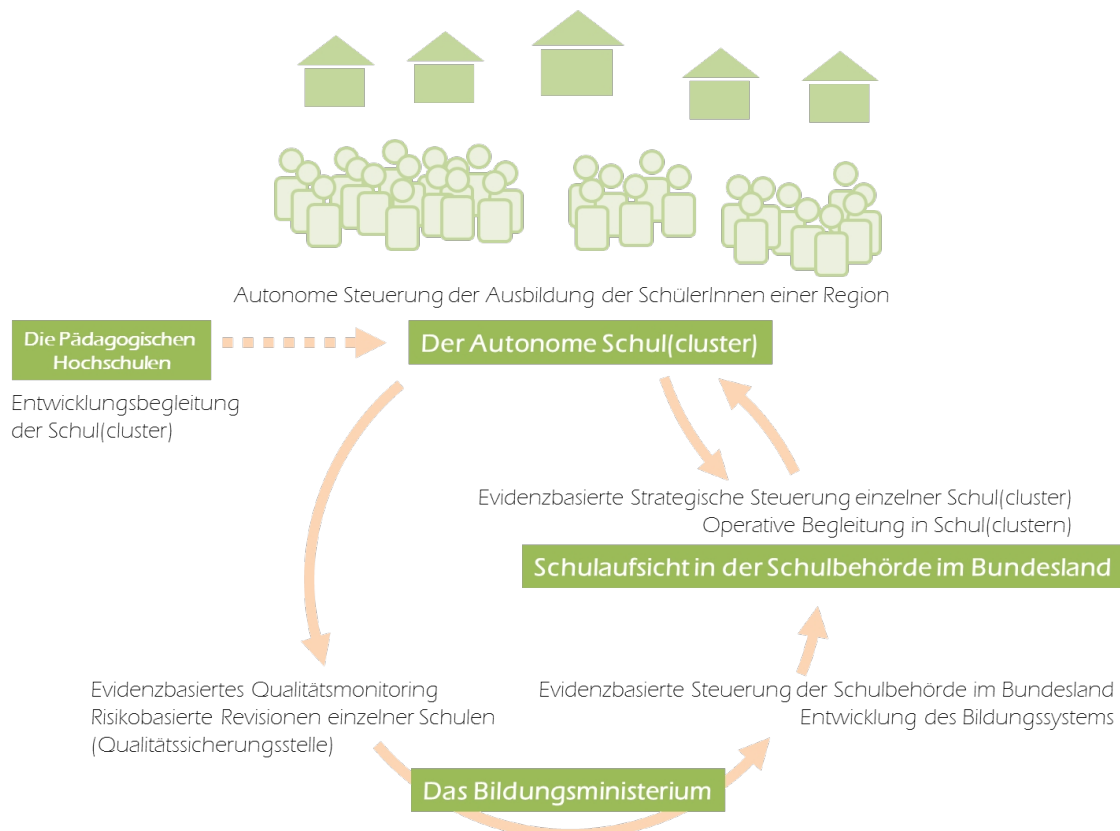 Autonome Steuerung der Ausbildung der SchülerInnen einer Region
Die Pädagogischen
Hochschulen
Der Autonome Schul(cluster)
Entwicklungsbegleitung
der Schul(cluster)
Evidenzbasierte Strategische Steuerung einzelner Schul(cluster)
Operative Begleitung in Schul(clustern)
Schulaufsicht in der Schulbehörde im Bundesland
Evidenzbasiertes Qualitätsmonitoring
Risikobasierte Revisionen einzelner Schulen
(Qualitätssicherungsstelle)
Evidenzbasierte Steuerung der Schulbehörde im Bundesland
Entwicklung des Bildungssystems
Das Bildungsministerium